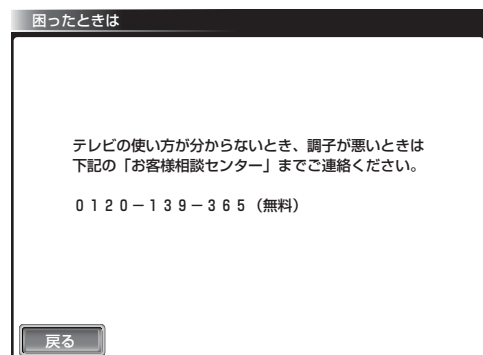 困ったときは
テレビの使い方が分からないとき、調子が悪いときは
下記の「お客様相談センター」までご連絡ください。
０１２０－１３９－３６５（無料）
戻る